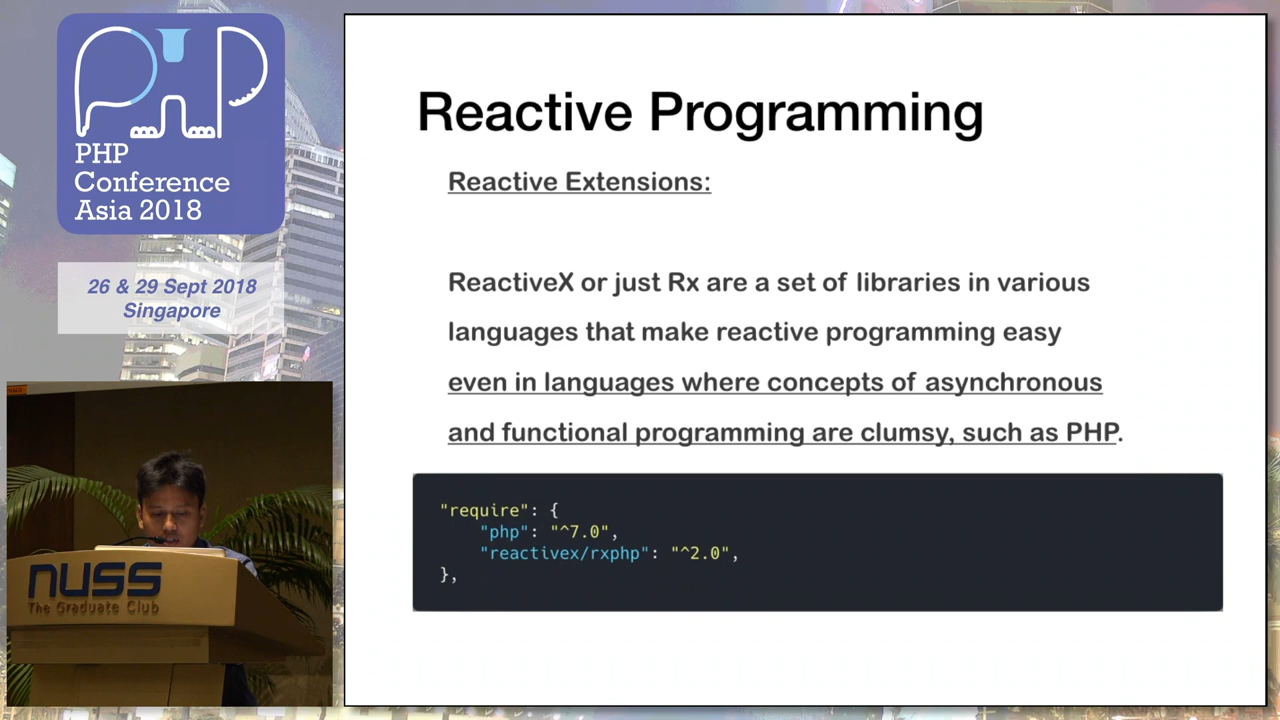 PHP
Conference
Asia 2018
26 & 29 Sept 2018
Singapore
nuss
The Graduate Club
Reactive Programming
Reactive Extensions:
ReactiveX or just Rx are a set of libraries in various
languages that make reactive programming easy
even in languages where concepts of asynchronous
and functional programming are clumsy, such as PHP.
"require": {
"php": "^7.0",
"reactivex/rxphp": "^2.0",
},